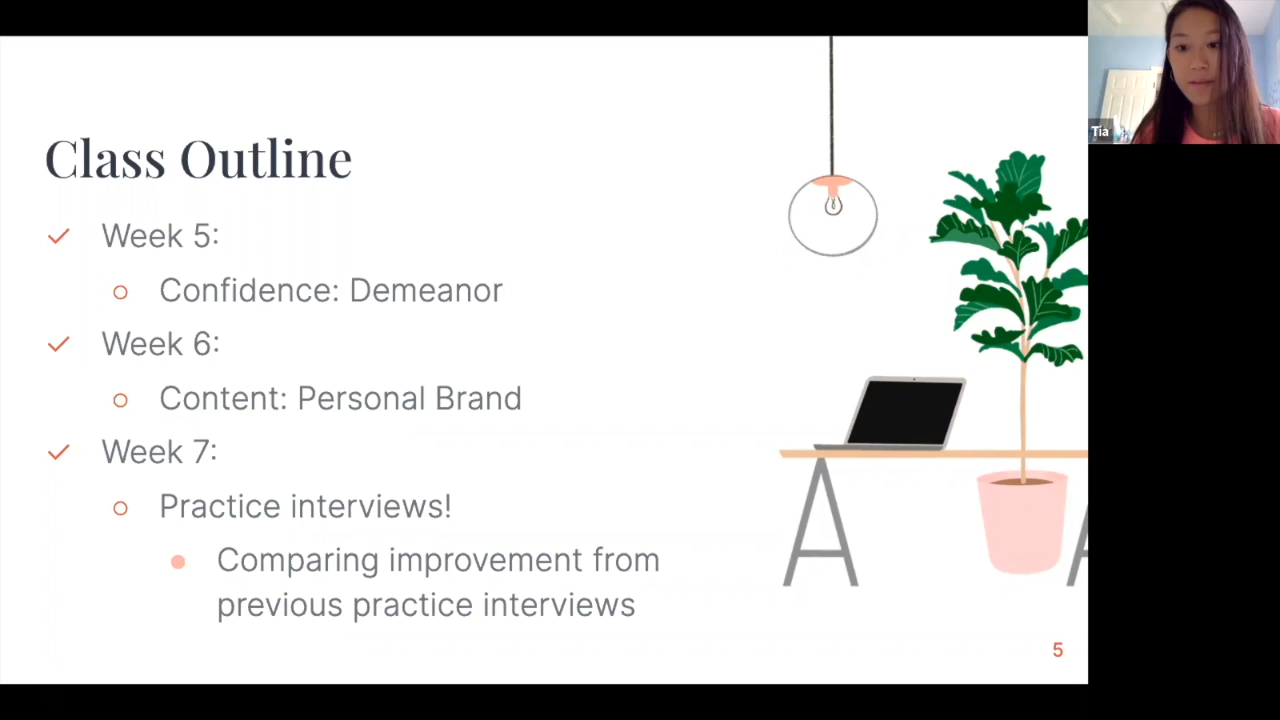 Class Outline
Week 5:
Confidence: Demeanor
Week 6:
Content: Personal Brand
Week 7:
Practice interviews!
Comparing improvement from
previous practice interviews
5
Tia